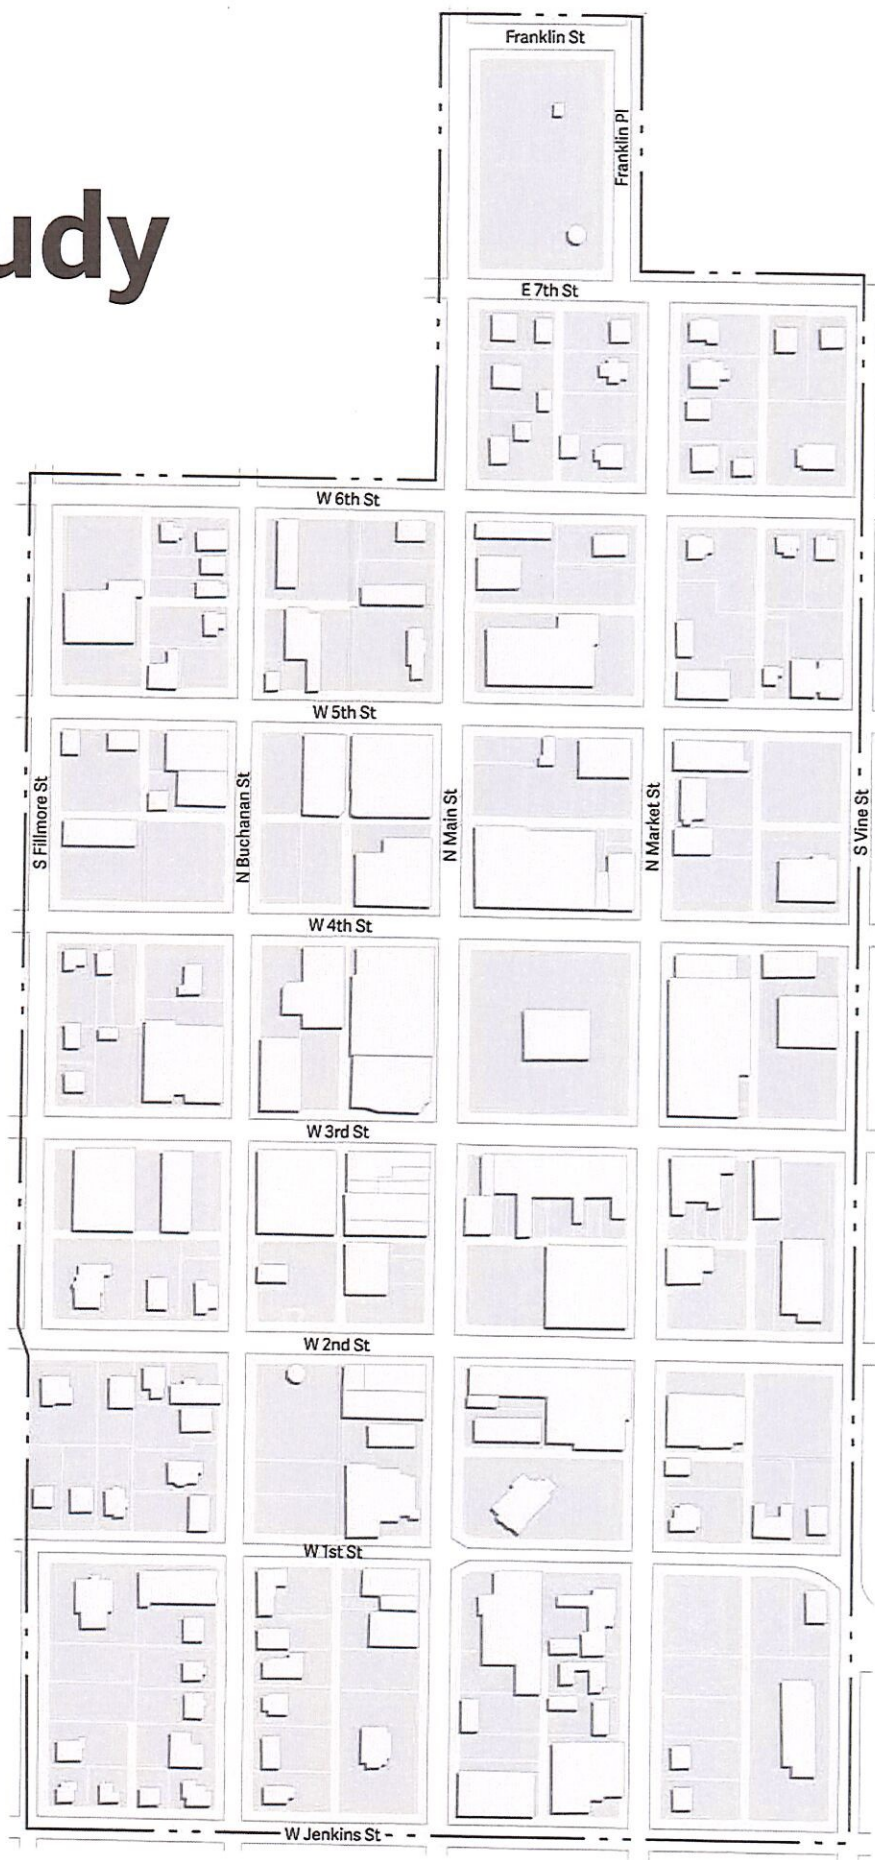 Franklin St
Franklin Pl
udy
E 7th St
W 6th St
W 5th St
S Fillmore St
N Buchanan St
N Main St
N Market St
S Vine St
W 4th St
W 3rd St
W 2nd St
W 1st St
W Jenkins St